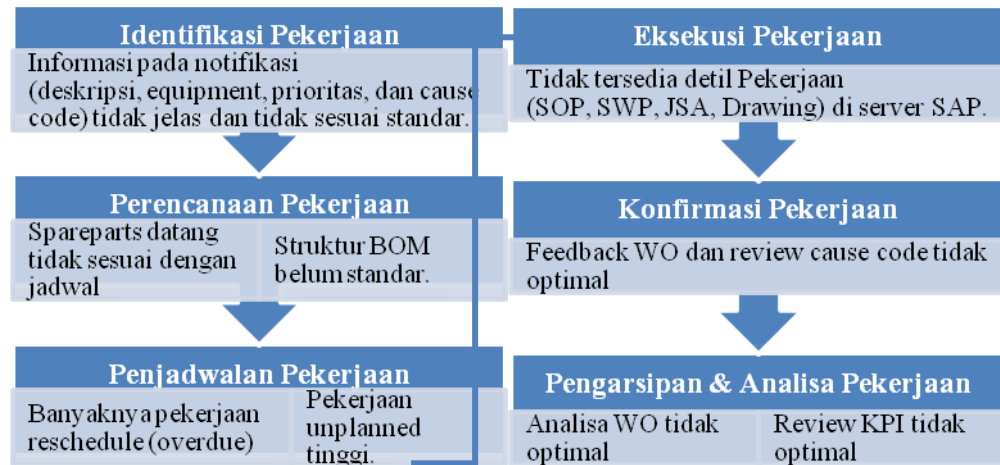 Identifikasi Pekerjaan
Informasi pada notifikasi
(deskripsi, equipment, prioritas, dan cause
code) tidak jelas dan tidak sesuai standar.
Perencanaan Pekerjaan
Spareparts datang
tidak sesuai dengan
jadwal
Struktur BOM
belum standar.
Penjadwalan Pekerjaan
Banyaknya pekerjaan
reschedule (overdue)
Pekerjaan
unplanned
tinggi.
Eksekusi Pekerjaan
Tidak tersedia detil Pekerjaan
(SOP, SWP, JSA, Drawing) di server SAP.
Konfirmasi Pekerjaan
Feedback WO dan review cause code tidak
optimal
Pengarsipan & Analisa Pekerjaan
Analisa WO tidak
optimal
Review KPI tidak
optimal